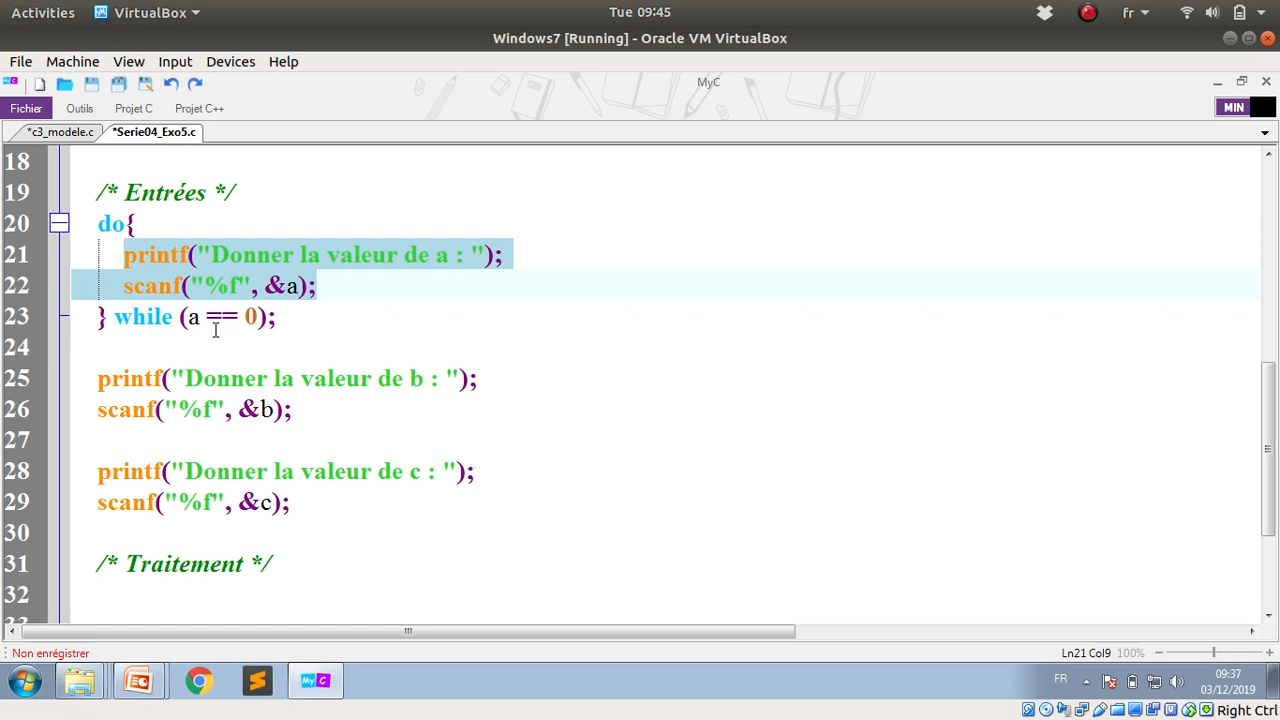 Activities VirtualBox Tue 09:45 fr
Windows7 [Running] - Oracle VM VirtualBox
File Machine View Input Devices Help
MyC
Fichier Outils Projet C Projet C++ MIN
*c3_modele.c *Serie04_Exo5.c
18
19 /* Entrées */
20 do{
21 printf("Donner la valeur de a : ");
22 scanf("%f", &a);
23 } while (a == 0);
24
25 printf("Donner la valeur de b : ");
26 scanf("%f", &b);
27
28 printf("Donner la valeur de c : ");
29 scanf("%f", &c);
30
31 /* Traitement */
32
33
Non enrégistrer Ln21 Col9 100%
MyC FR 09:37
03/12/2019
Right Ctrl